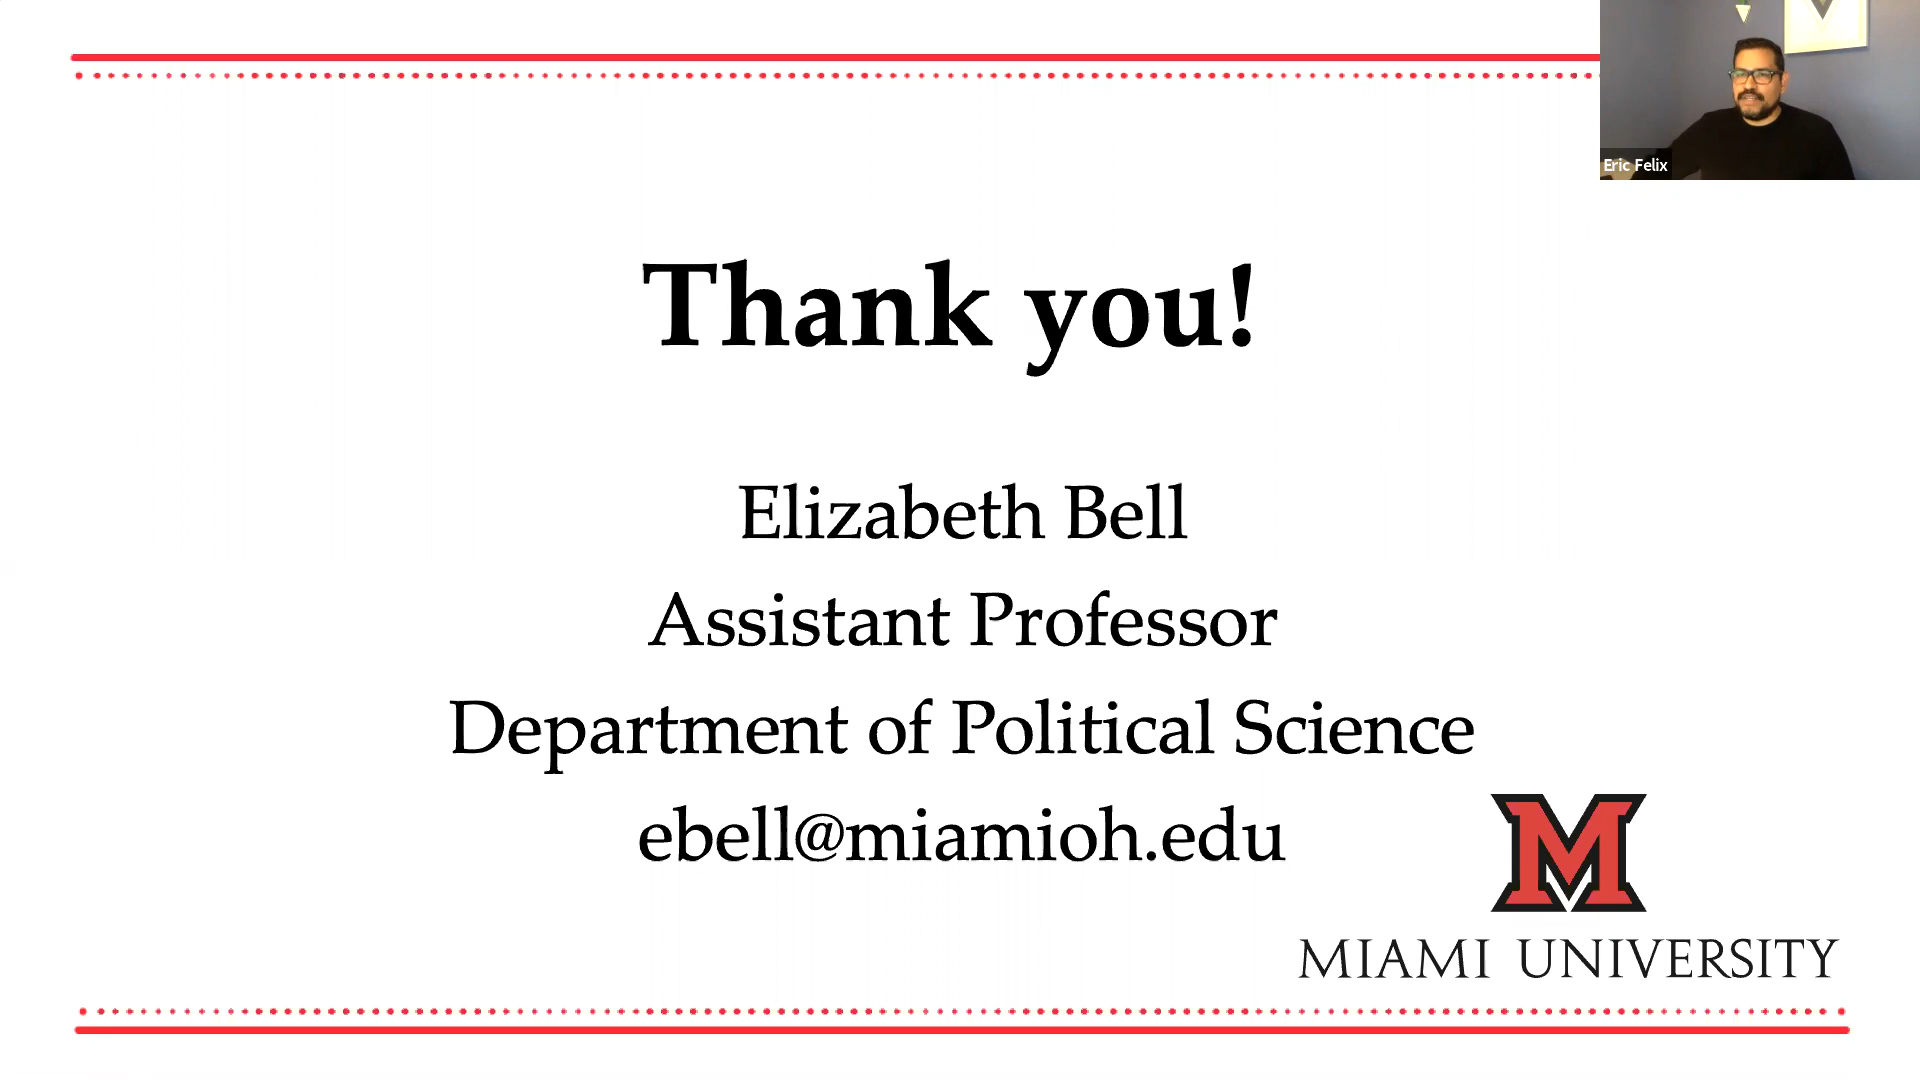 Eric Felix
Thank you!
Elizabeth Bell
Assistant Professor
Department of Political Science
ebell@miamioh.edu
M
MIAMI UNIVERSITY